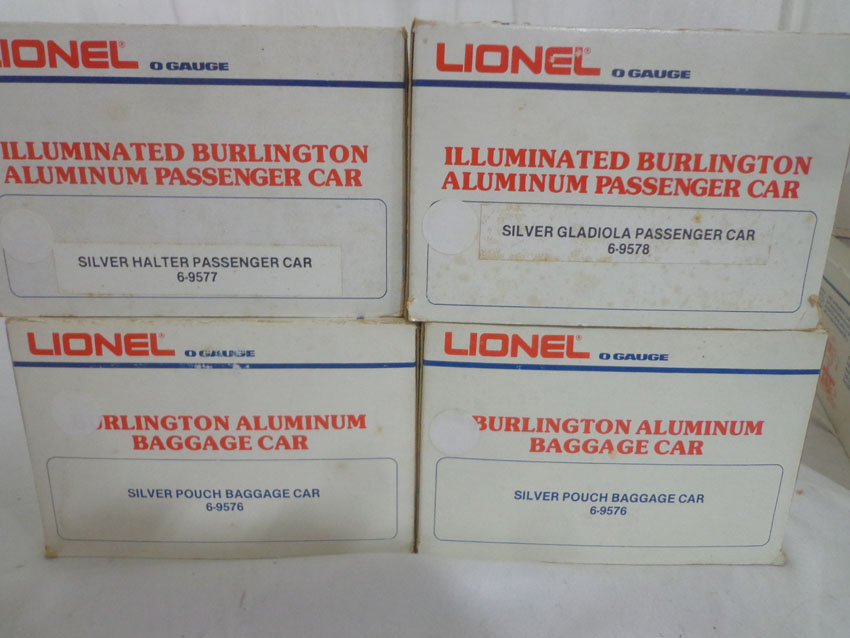 LIONEL® O GAUGE
ILLUMINATED BURLINGTON
ALUMINUM PASSENGER CAR
SILVER HALTER PASSENGER CAR
6-9577
LIONEL® O GAUGE
ILLUMINATED BURLINGTON
ALUMINUM PASSENGER CAR
SILVER GLADIOLA PASSENGER CAR
6-9578
LIONEL® O GAUGE
BURLINGTON ALUMINUM
BAGGAGE CAR
SILVER POUCH BAGGAGE CAR
6-9576
LIONEL® O GAUGE
BURLINGTON ALUMINUM
BAGGAGE CAR
SILVER POUCH BAGGAGE CAR
6-9576